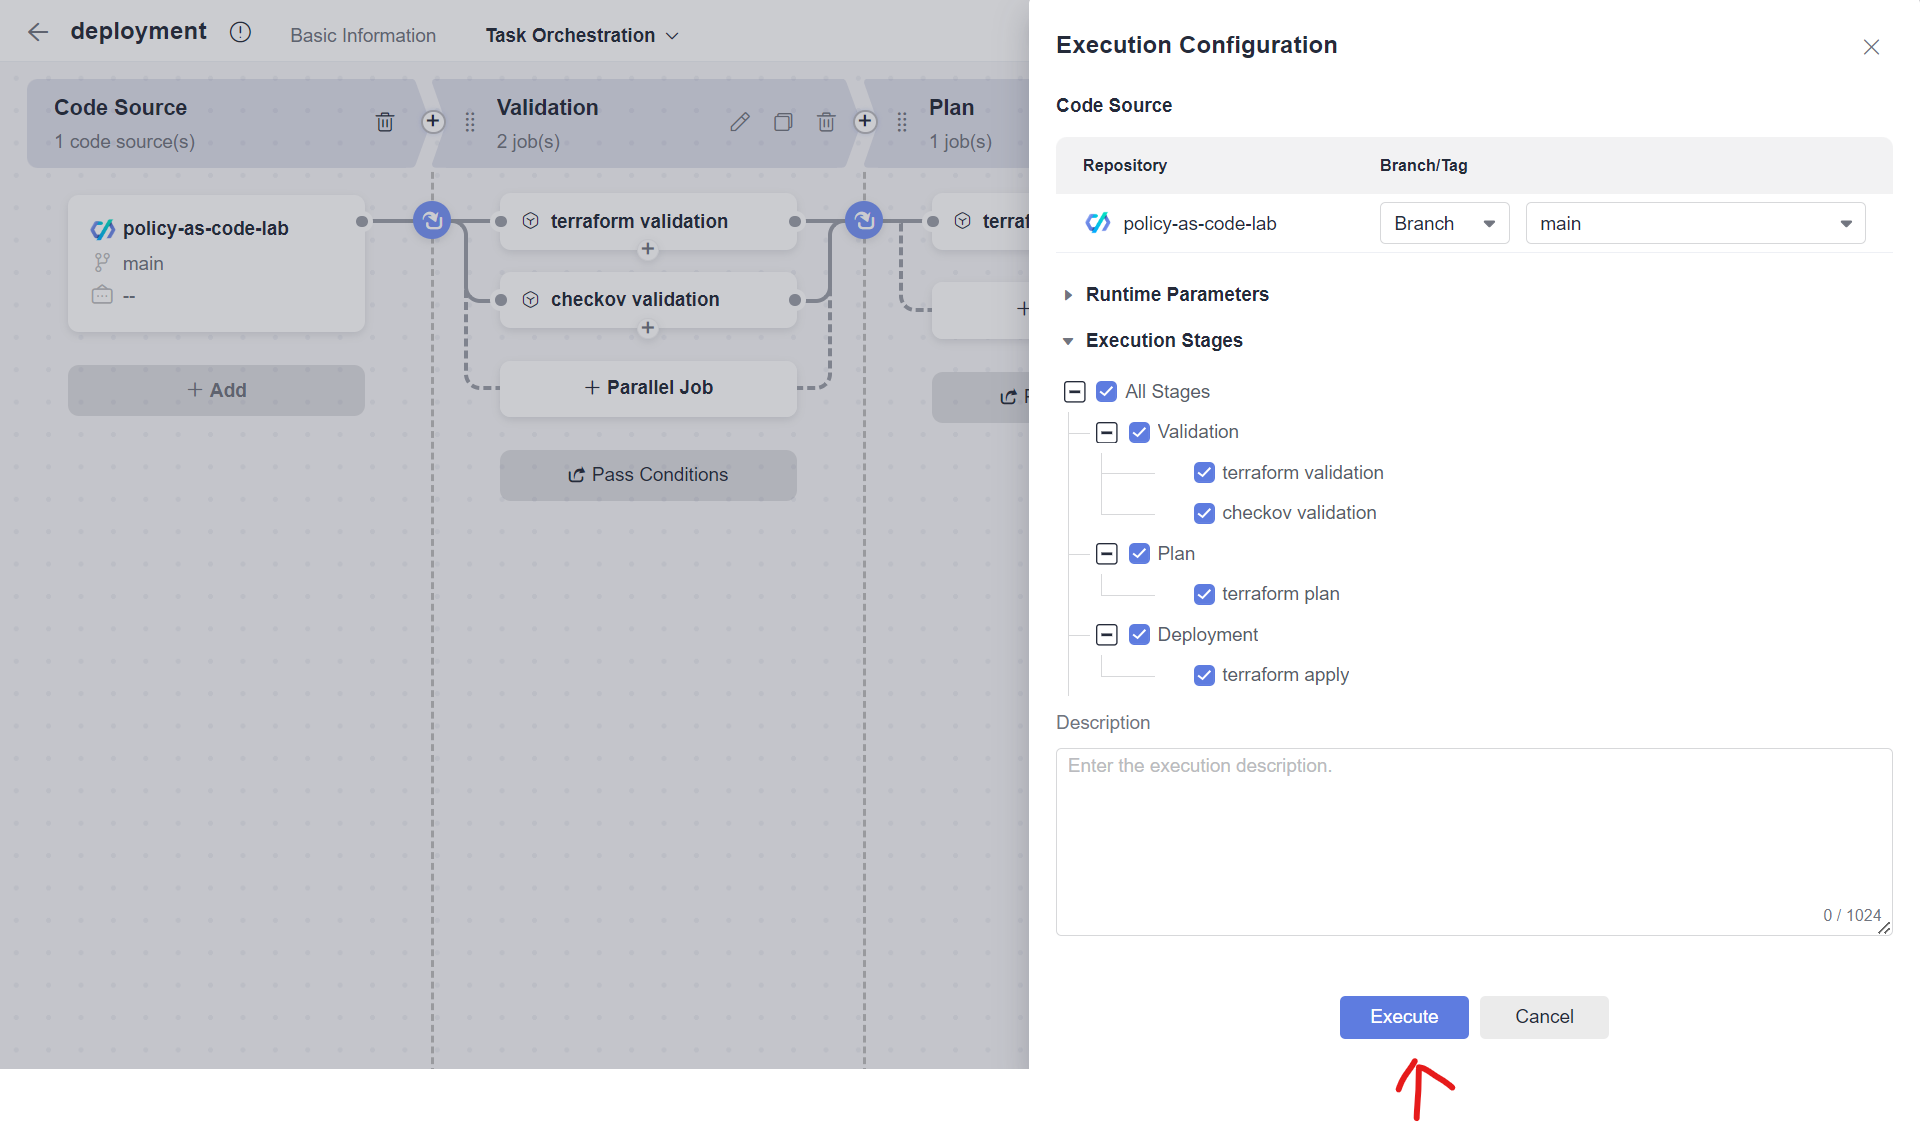 deployment
Basic Information
Task Orchestration
Code Source
1 code source(s)
Validation
2 job(s)
Plan
1 job(s)
policy-as-code-lab
main
--
+ Add
terraform validation
checkov validation
+ Parallel Job
Pass Conditions
Execution Configuration
Code Source
Repository
Branch/Tag
policy-as-code-lab
Branch
main
Runtime Parameters
Execution Stages
All Stages
Validation
terraform validation
checkov validation
Plan
terraform plan
Deployment
terraform apply
Description
Enter the execution description.
0 / 1024
Execute
Cancel